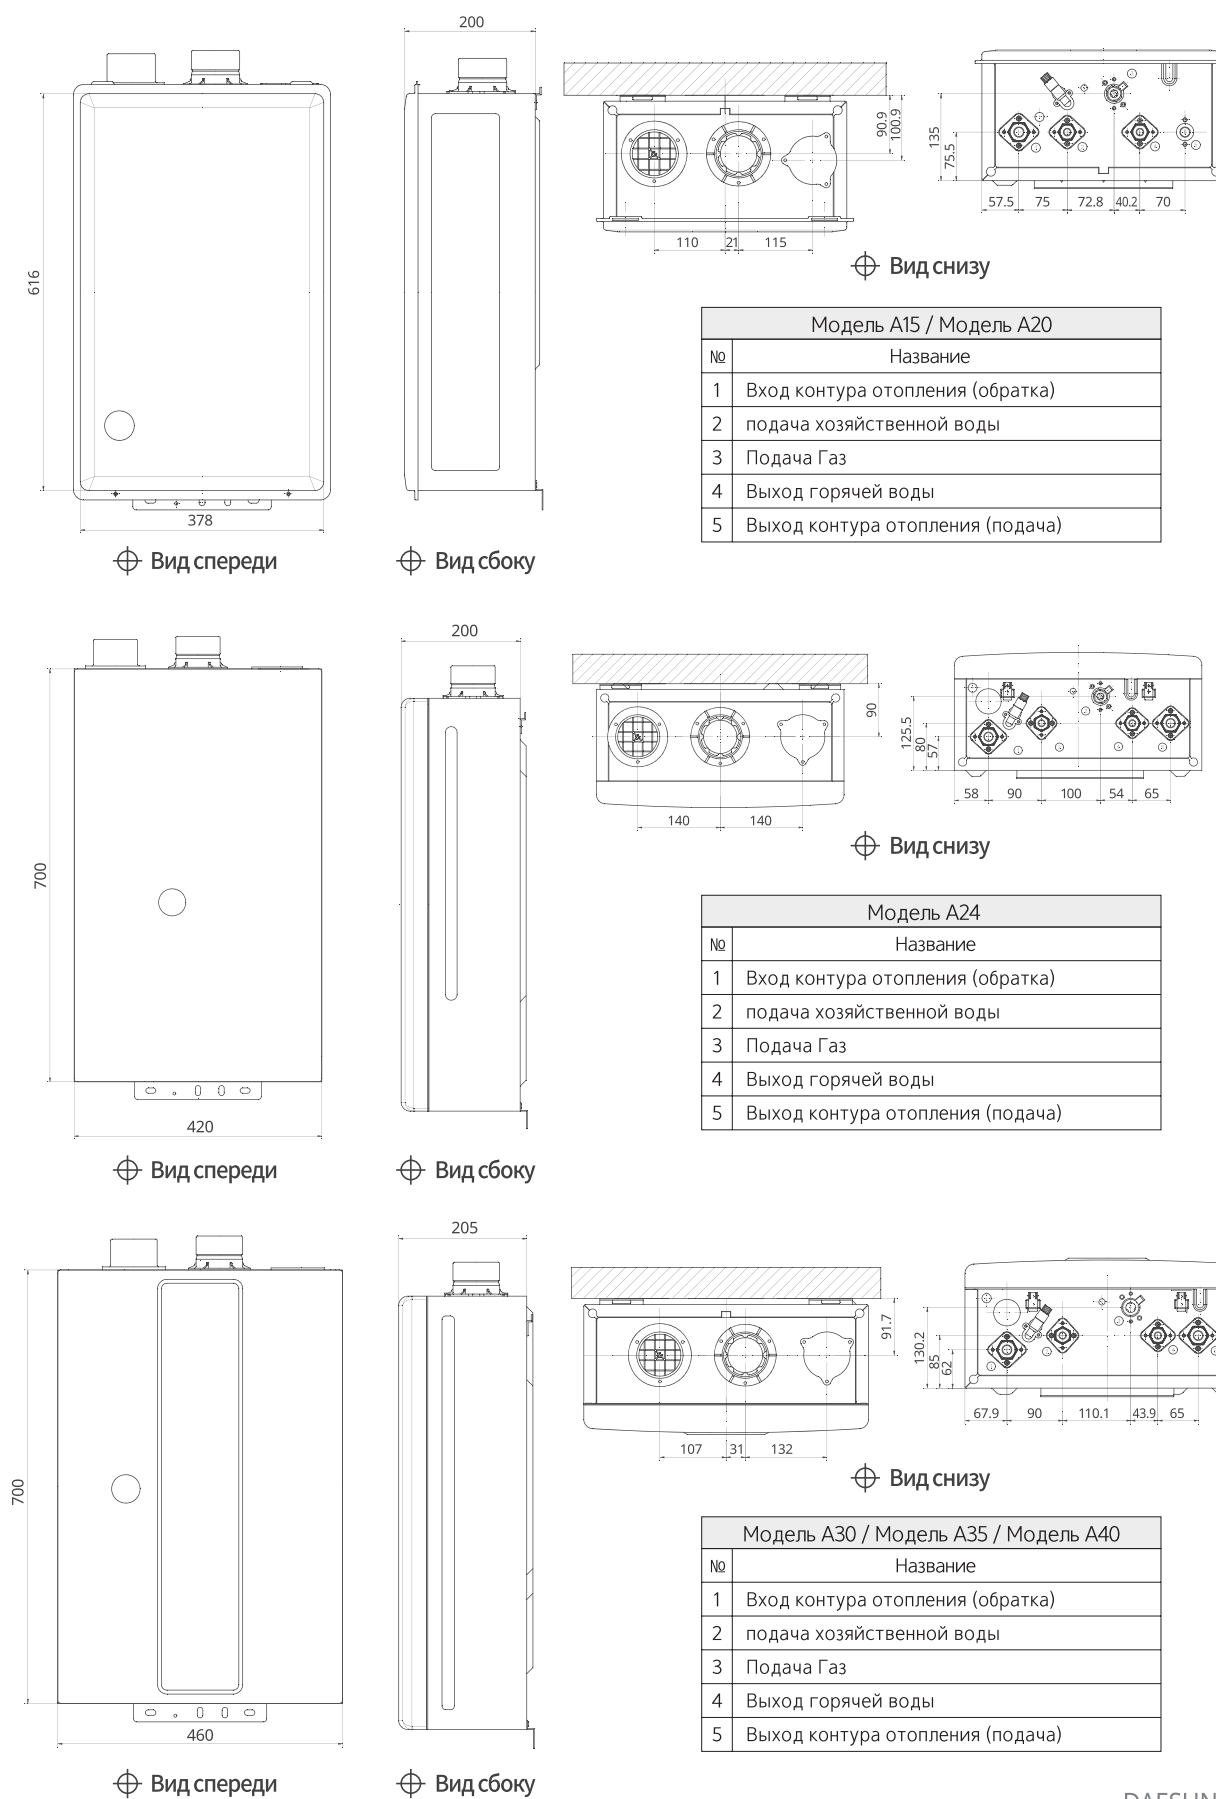 200
90.9
100.9
135
75.5
57.5 75 72.8 40.2 70
110 21 115
616
378
Вид снизу
Модель A15 / Модель A20
№ Название
1 Вход контура отопления (обратка)
2 подача хозяйственной воды
3 Подача Газ
4 Выход горячей воды
5 Выход контура отопления (подача)
Вид спереди
Вид сбоку
200
90
125.5
80
57
58 90 100 54 65
140 140
700
420
Вид снизу
Модель A24
№ Название
1 Вход контура отопления (обратка)
2 подача хозяйственной воды
3 Подача Газ
4 Выход горячей воды
5 Выход контура отопления (подача)
Вид спереди
Вид сбоку
205
91.7
130.2
85
62
67.9 90 110.1 43.9 65
107 31 132
700
460
Вид снизу
Модель A30 / Модель A35 / Модель A40
№ Название
1 Вход контура отопления (обратка)
2 подача хозяйственной воды
3 Подача Газ
4 Выход горячей воды
5 Выход контура отопления (подача)
Вид спереди
Вид сбоку